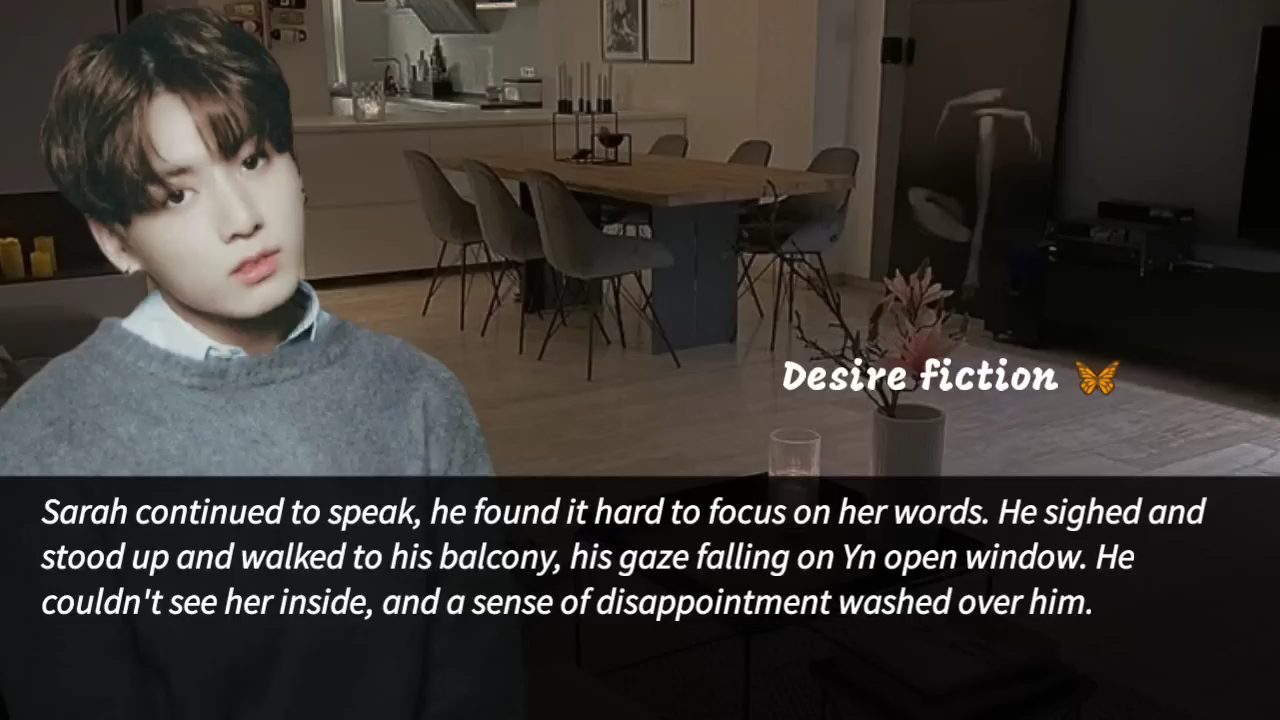 Desire fiction 🦋
Sarah continued to speak, he found it hard to focus on her words. He sighed and
stood up and walked to his balcony, his gaze falling on Yn open window. He
couldn't see her inside, and a sense of disappointment washed over him.